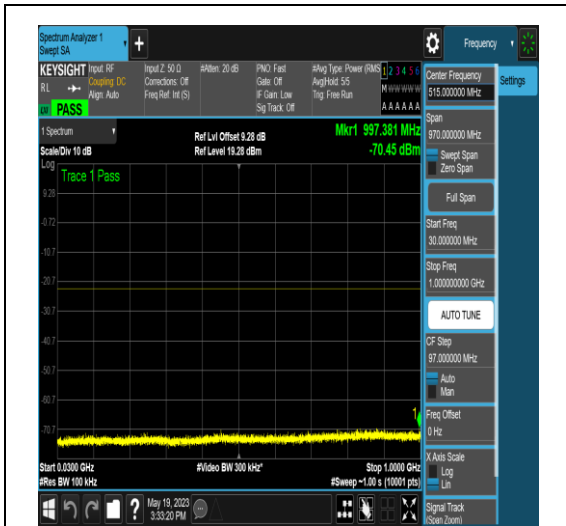 Spectrum Analyzer 1
Swept SA
Frequency
KEYSIGHT
RL
PASS
Input: RF
Coupling: DC
Align: Auto
Input Z: 50 Ω
Corrections: Off
Freq Ref: Int (S)
#Atten: 20 dB
PNO: Fast
Gate: Off
IF Gain: Low
Sig Track: Off
#Avg Type: Power (RMS
Avg|Hold: 5/5
Trig: Free Run
1 2 3 4 5 6
M W W W W W
A A A A A A
Center Frequency
515.000000 MHz
Settings
1 Spectrum
Scale/Div 10 dB
Ref Lvl Offset 9.28 dB
Ref Level 19.28 dBm
Mkr1 997.381 MHz
-70.45 dBm
Span
970.000000 MHz
Swept Span
Zero Span
Full Span
Start Freq
30.000000 MHz
Stop Freq
1.000000000 GHz
AUTO TUNE
CF Step
97.000000 MHz
Auto
Man
Freq Offset
0 Hz
X Axis Scale
Log
Lin
Signal Track
(Span Zoom)
Log
Trace 1 Pass
9.28
-0.72
-10.7
-20.7
-30.7
-40.7
-50.7
-60.7
-70.7
1
Start 0.0300 GHz
#Res BW 100 kHz
#Video BW 300 kHz*
Stop 1.0000 GHz
#Sweep ~1.00 s (10001 pts)
May 19, 2023
3:33:20 PM